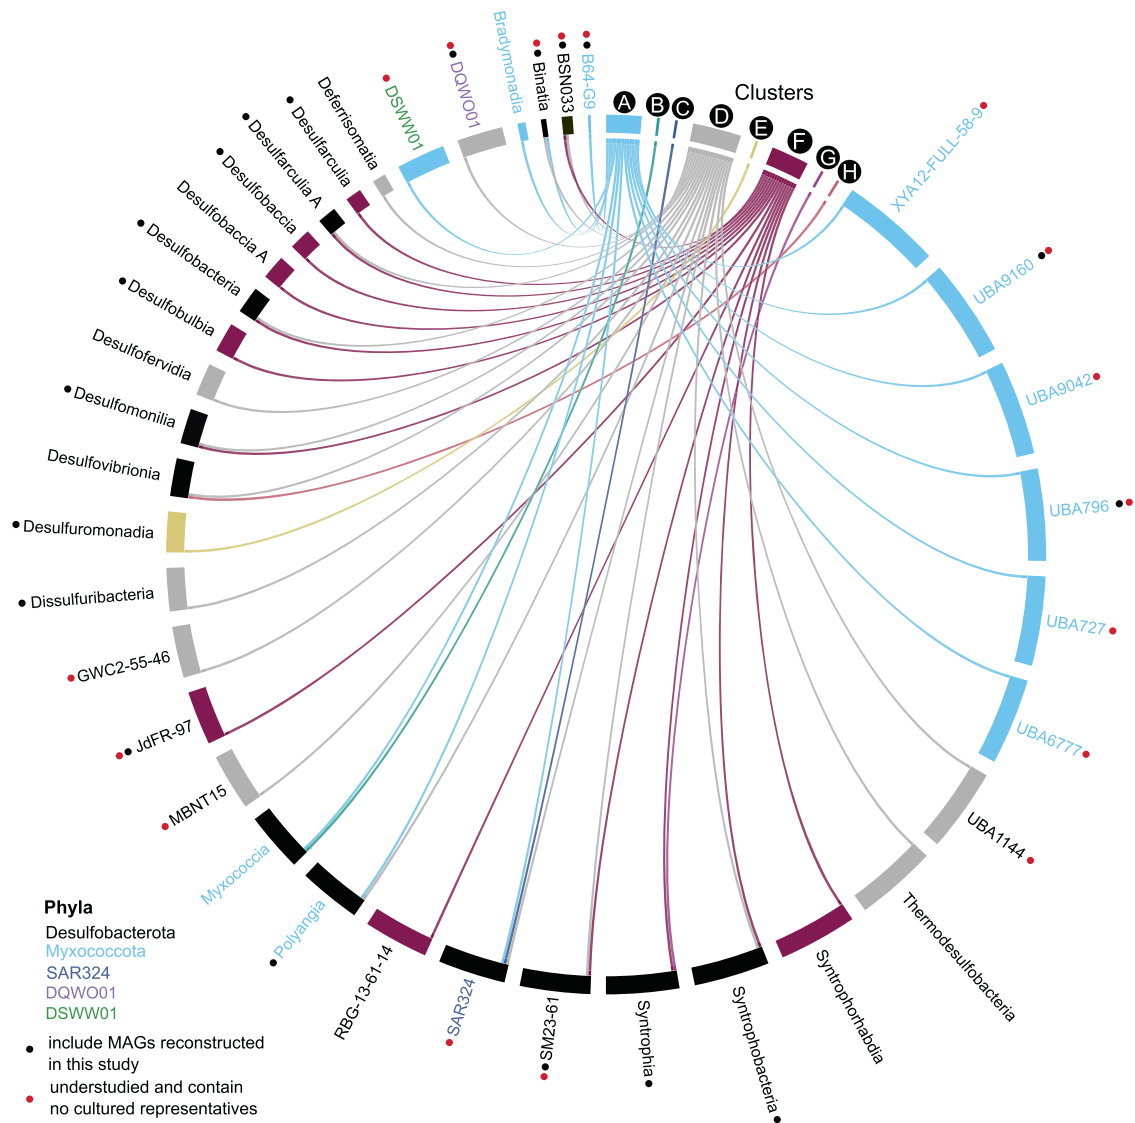 Clusters
A
B
C
D
E
F
G
H
XYA12-FULL-58-9
UBA9160
UBA9042
UBA796
UBA727
UBA6777
UBA1144
Thermodesulfobacteria
Syntrophorhabdia
Syntrophobacteria
Syntrophia
SM23-61
SAR324
RBG-13-61-14
Polyangia
Myxococcia
MBNT15
JdFR-97
GWC2-55-46
Dissulfuribacteria
Desulfuromonadia
Desulfovibrionia
Desulfomonilia
Desulfofervidia
Desulfobulbia
Desulfobacteria
Desulfobaccia A
Desulfobaccia
Desulfarculia A
Desulfarculia
Deferrisomatia
DSWW01
DQWO01
Bradymonadia
Binatia
BSN033
B64-G9
Phyla
Desulfobacterota
Myxococcota
SAR324
DQWO01
DSWW01
include MAGs reconstructed
in this study
understudied and contain
no cultured representatives